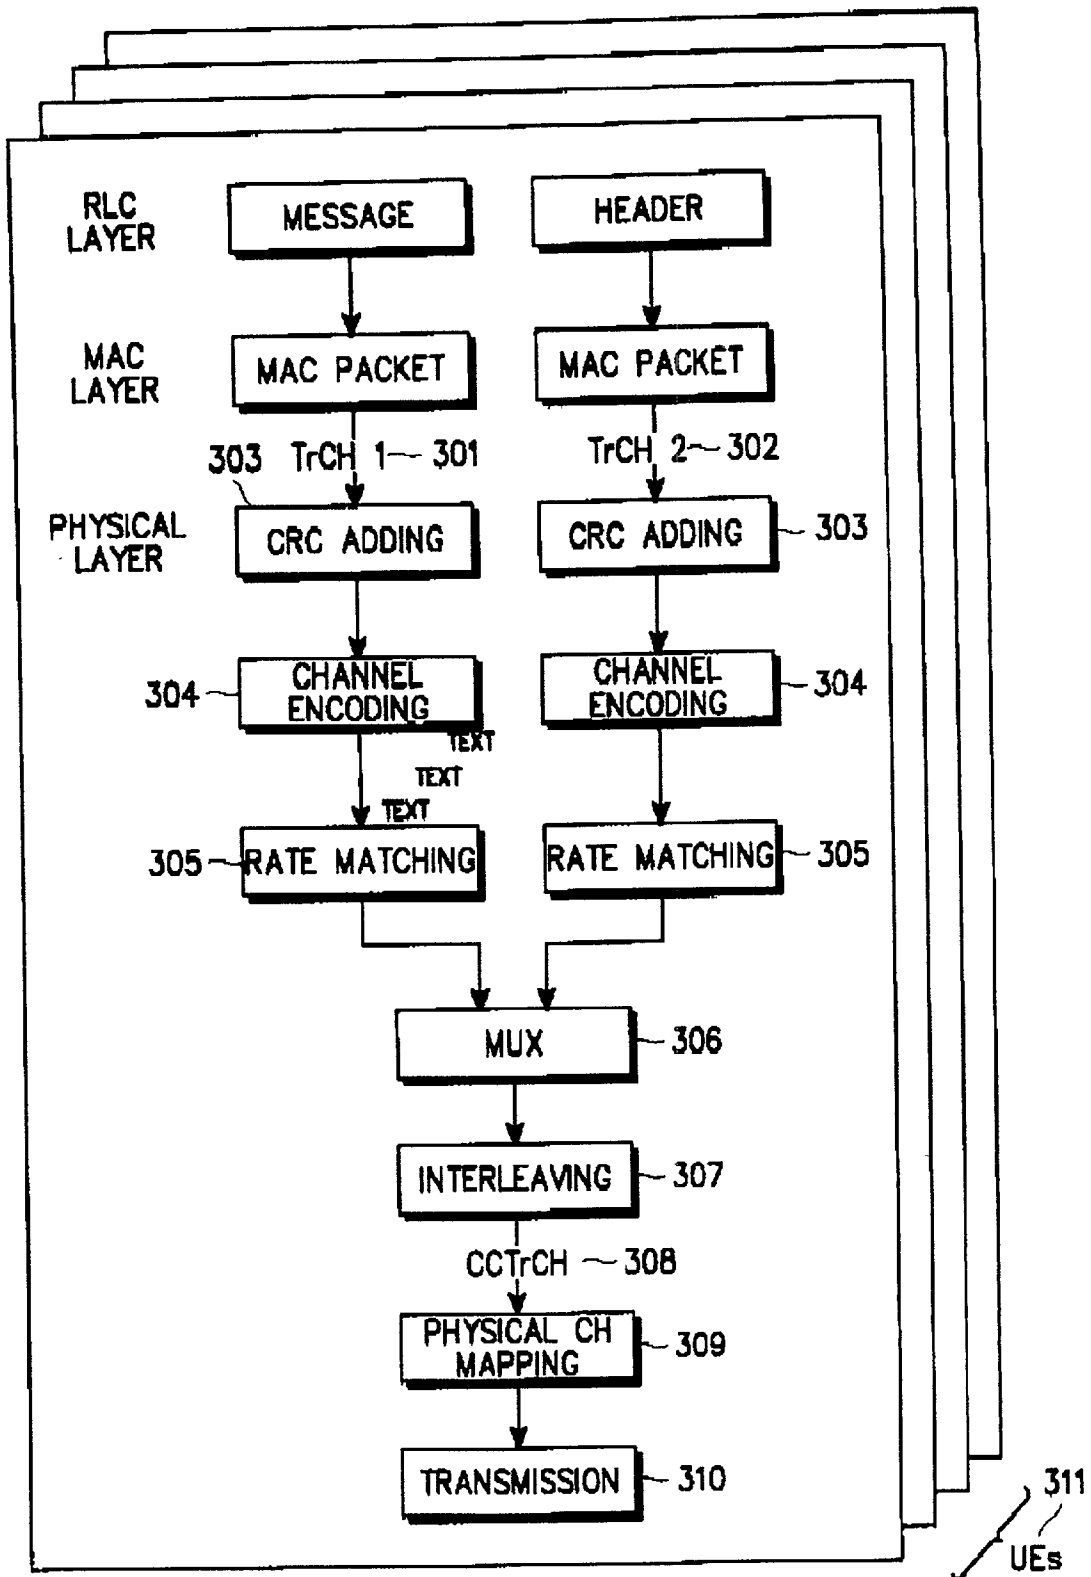 RLC
LAYER
MESSAGE
HEADER
MAC
LAYER
MAC PACKET
MAC PACKET
303
TrCH 1
301
TrCH 2
302
PHYSICAL
LAYER
CRC ADDING
CRC ADDING
303
304
CHANNEL
ENCODING
CHANNEL
ENCODING
304
TEXT
TEXT
TEXT
305
RATE MATCHING
RATE MATCHING
305
MUX
306
INTERLEAVING
307
CCTrCH
308
PHYSICAL CH
MAPPING
309
TRANSMISSION
310
311
UEs